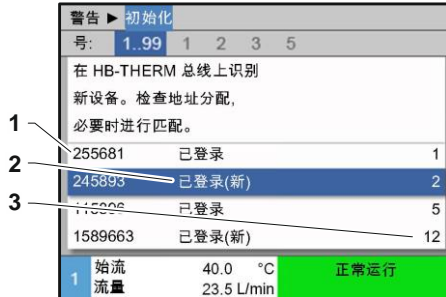 警告 ▶ 初始化
号: 1..99 1 2 3 5
在 HB-THERM 总线上识别
新设备。检查地址分配,
必要时进行匹配。
1
255681 已登录 1
2
245893 已登录(新) 2
3
已登录 5
1589663 已登录(新) 12
1 始流 40.0 °C 正常运行
流量 23.5 L/min